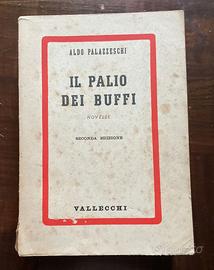 ALDO PALAZZESCHI
IL PALIO
DEI BUFFI
NOVELLE
SECONDA EDIZIONE
VALLECCHI